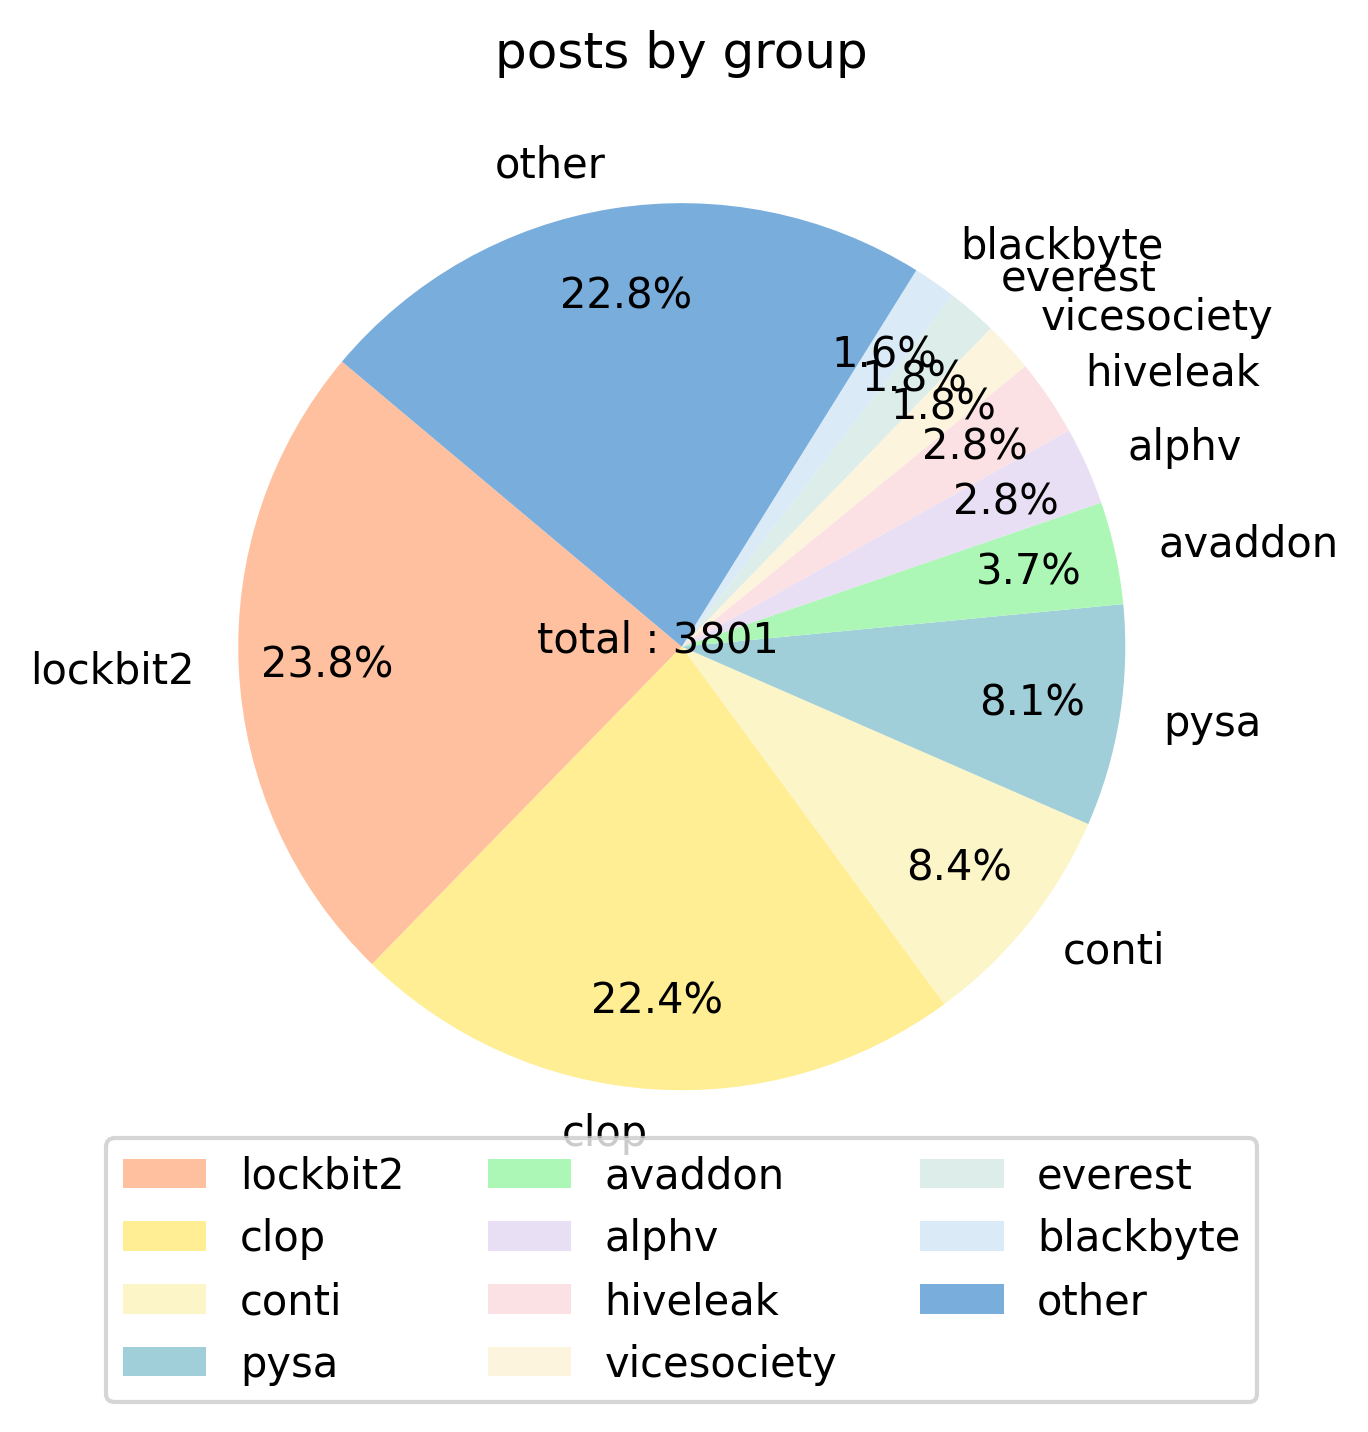 posts by group
other
blackbyte
everest
vicesociety
hiveleak
alphv
avaddon
pysa
conti
clop
lockbit2
22.8%
1.6%
1.8%
1.8%
2.8%
2.8%
3.7%
8.1%
8.4%
22.4%
23.8%
total : 3801
lockbit2
clop
conti
pysa
avaddon
alphv
hiveleak
vicesociety
everest
blackbyte
other